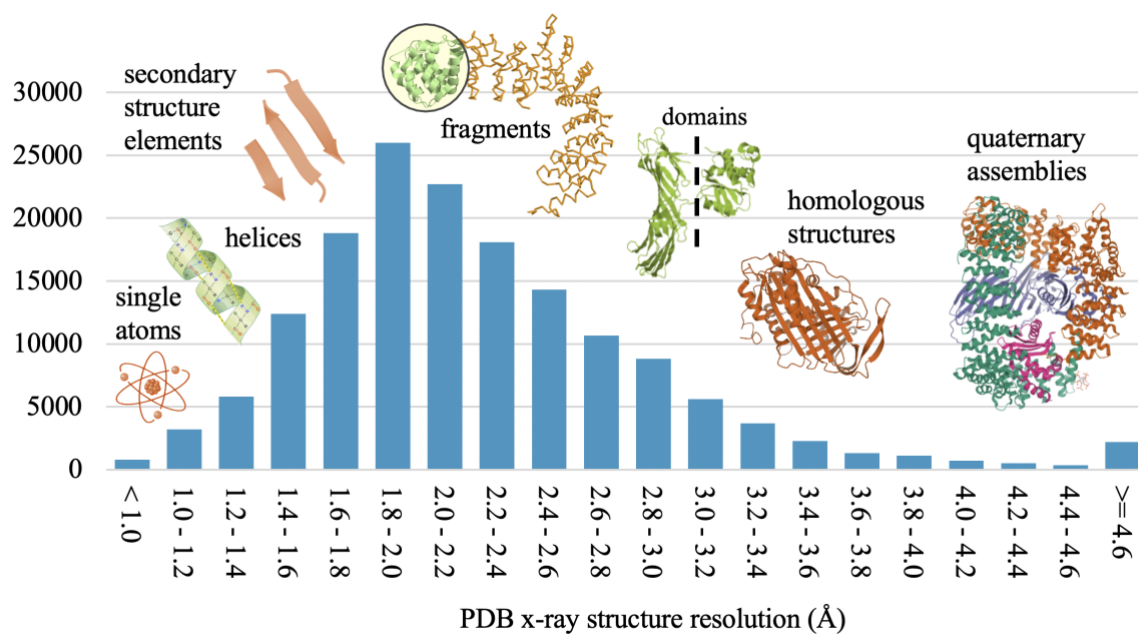 secondary
structure
elements
fragments
domains
quaternary
assemblies
helices
homologous
structures
single
atoms
30000
25000
20000
15000
10000
5000
0
< 1.0
1.0 - 1.2
1.2 - 1.4
1.4 - 1.6
1.6 - 1.8
1.8 - 2.0
2.0 - 2.2
2.2 - 2.4
2.4 - 2.6
2.6 - 2.8
2.8 - 3.0
3.0 - 3.2
3.2 - 3.4
3.4 - 3.6
3.6 - 3.8
3.8 - 4.0
4.0 - 4.2
4.2 - 4.4
4.4 - 4.6
>= 4.6
PDB x-ray structure resolution (Å)